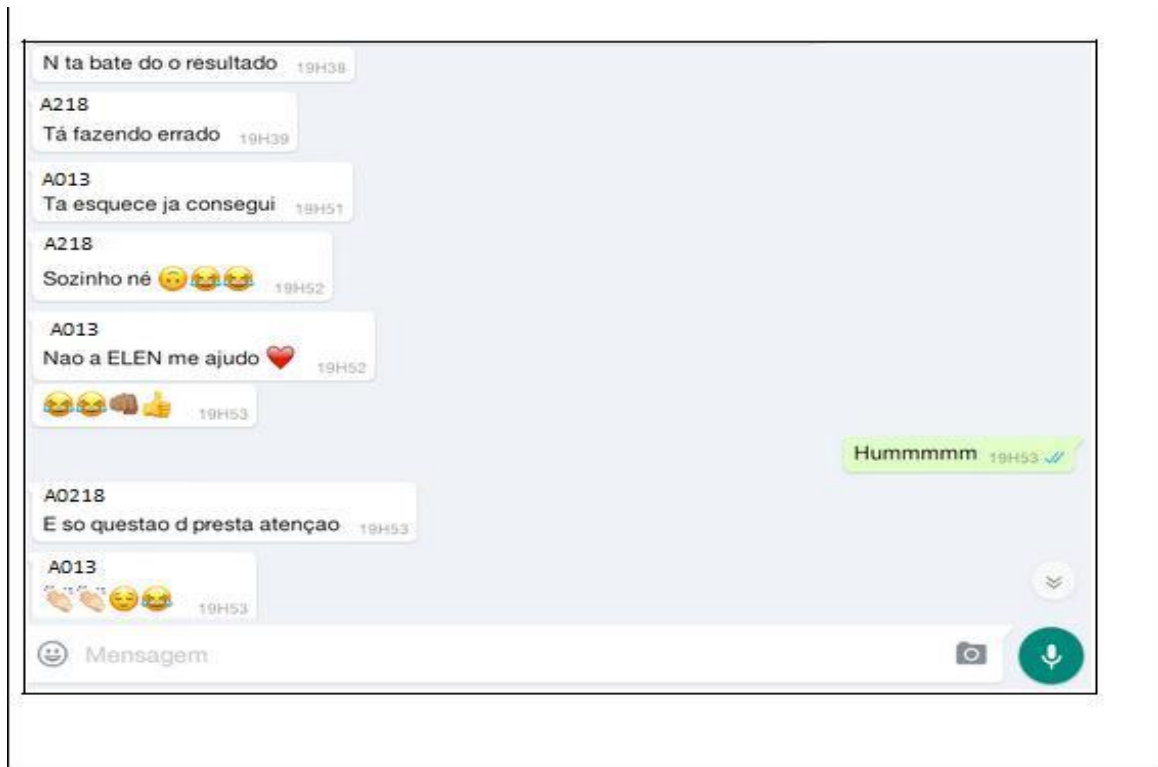 N ta bate do o resultado 19H38
A218
Tá fazendo errado 19H39
A013
Ta esquece ja consegui 19H51
A218
Sozinho né 🙃😂😂 19H52
A013
Nao a ELEN me ajudo ❤️ 19H52
😂😂👊🏾👍 19H53
Hummmmm 19H53
A0218
E so questao d presta atençao 19H53
A013
👏🏻👏🏻😌😂 19H53
Mensagem